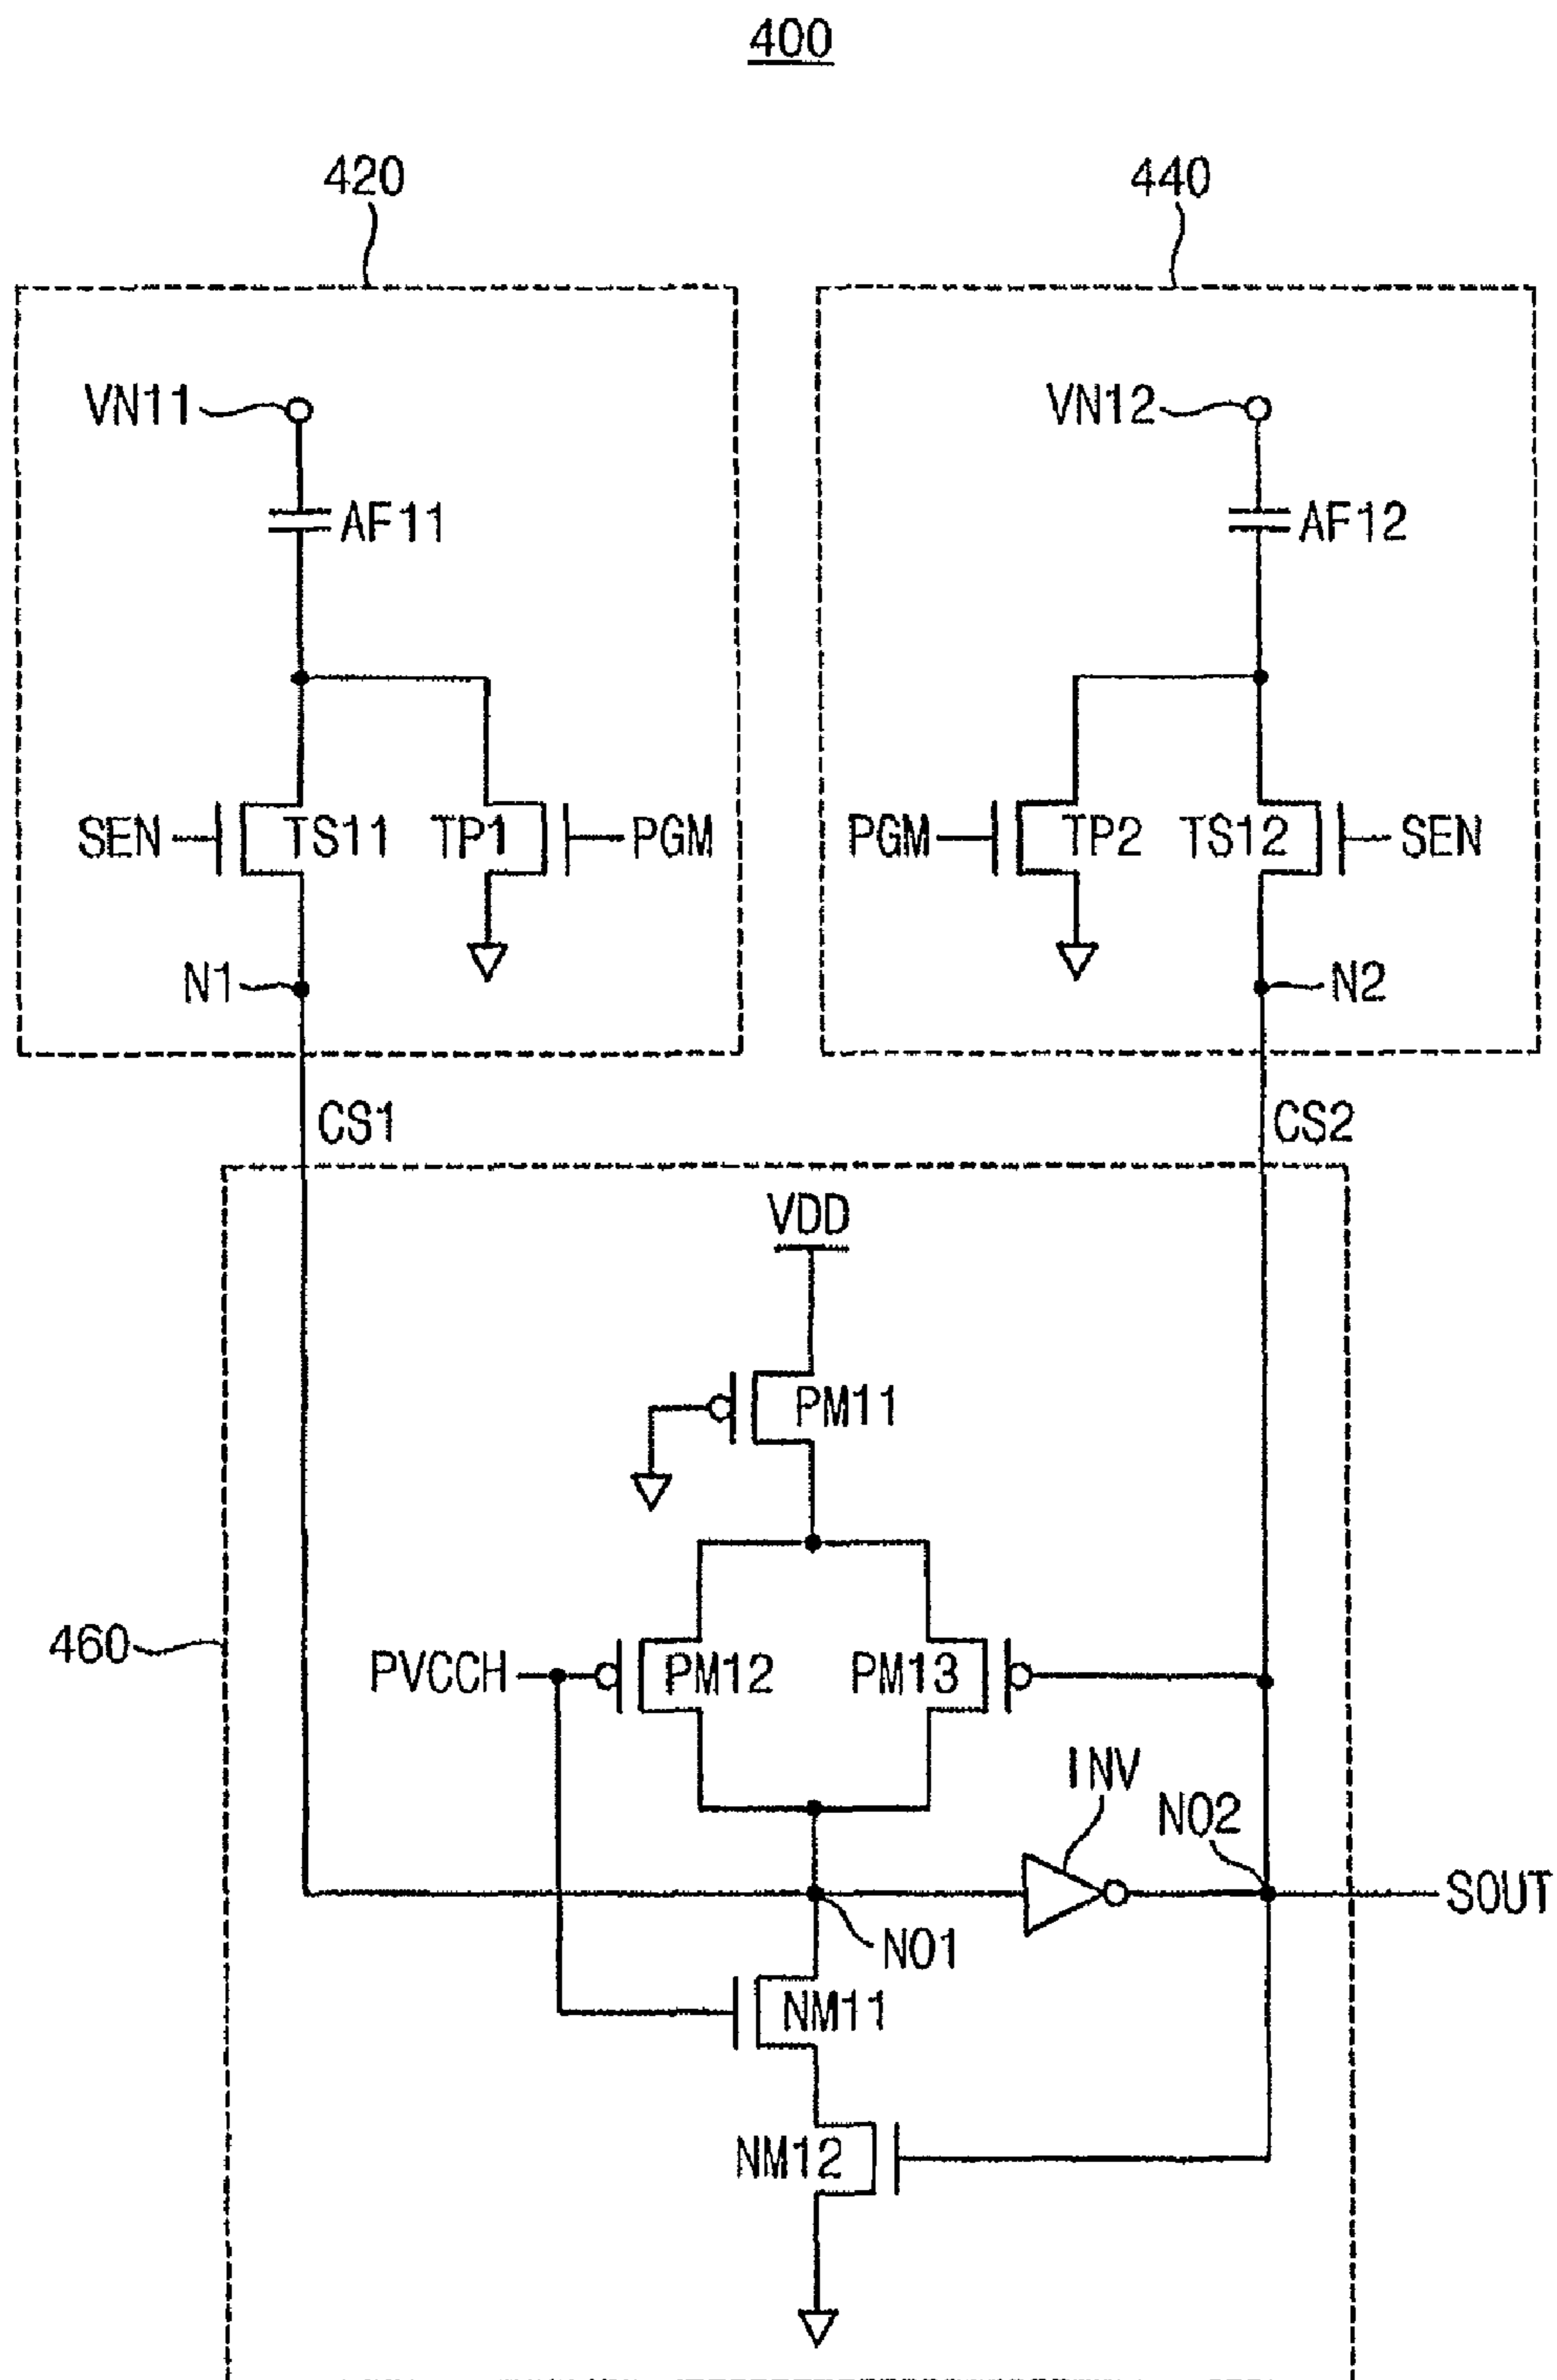 400
420
440
VN11
VN12
AF11
AF12
SEN
TS11
TP1
PGM
PGM
TP2
TS12
SEN
N1
N2
CS1
CS2
VDD
PM11
460
PVCCH
PM12
PM13
INV
NO2
SOUT
NO1
NM11
NM12